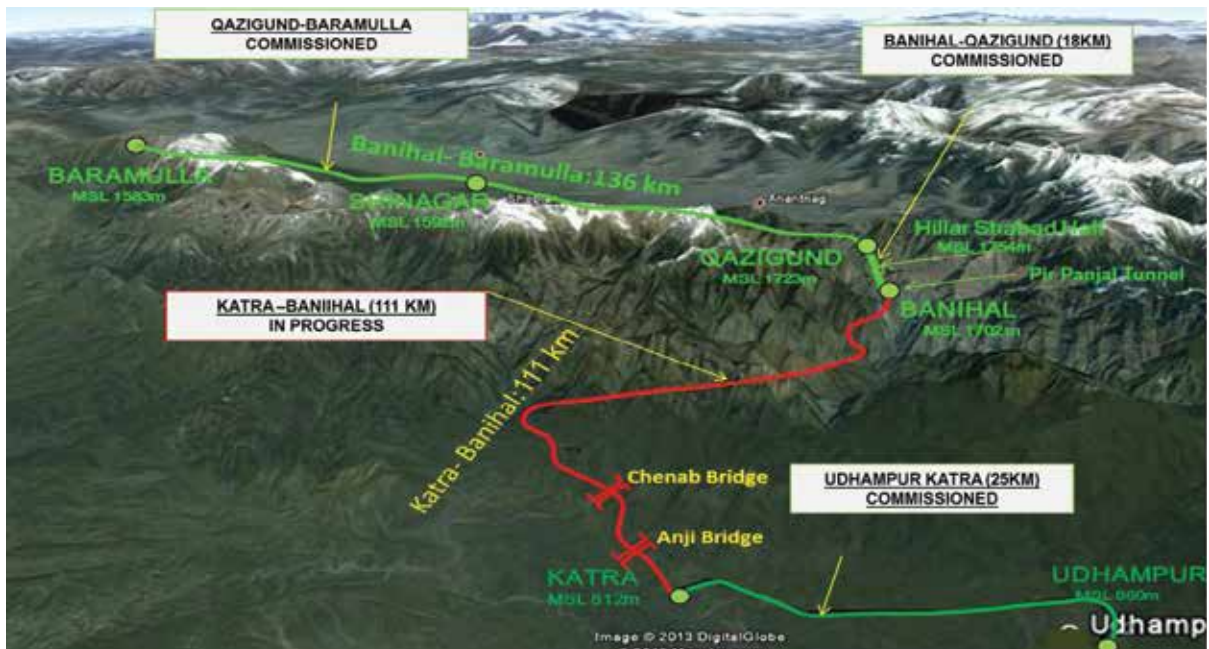 QAZIGUND-BARAMULLA
COMMISSIONED
BANIHAL-QAZIGUND (18KM)
COMMISSIONED
Banihal- Baramulla:136 km
BARAMULLA
MSL 1583m
SRINAGAR
Anantnag
QAZIGUND
MSL 1723m
Hillar Shahbad Halt
MSL 1754m
Pir Panjal Tunnel
BANIHAL
MSL 1702m
KATRA–BANIIHAL (111 KM)
IN PROGRESS
Katra- Banihal:111 km
Chenab Bridge
Anji Bridge
UDHAMPUR KATRA (25KM)
COMMISSIONED
KATRA
UDHAMPUR
Udhamp
Image © 2013 DigitalGlobe